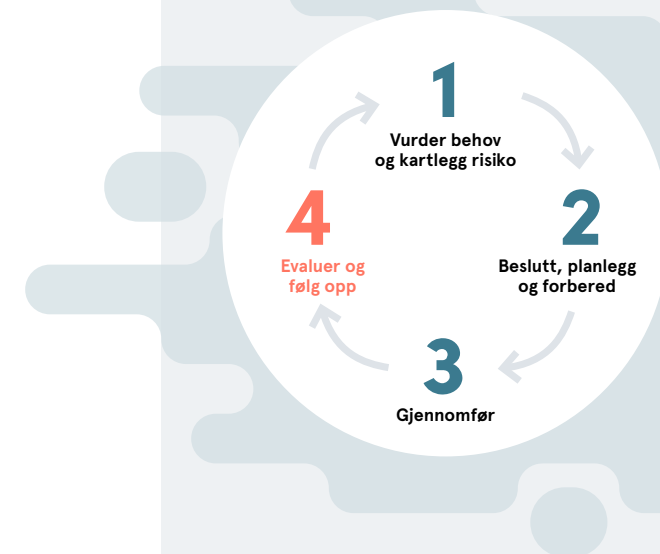 1
Vurder behov
og kartlegg risiko
2
Beslutt, planlegg
og forbered
3
Gjennomfør
4
Evaluer og
følg opp